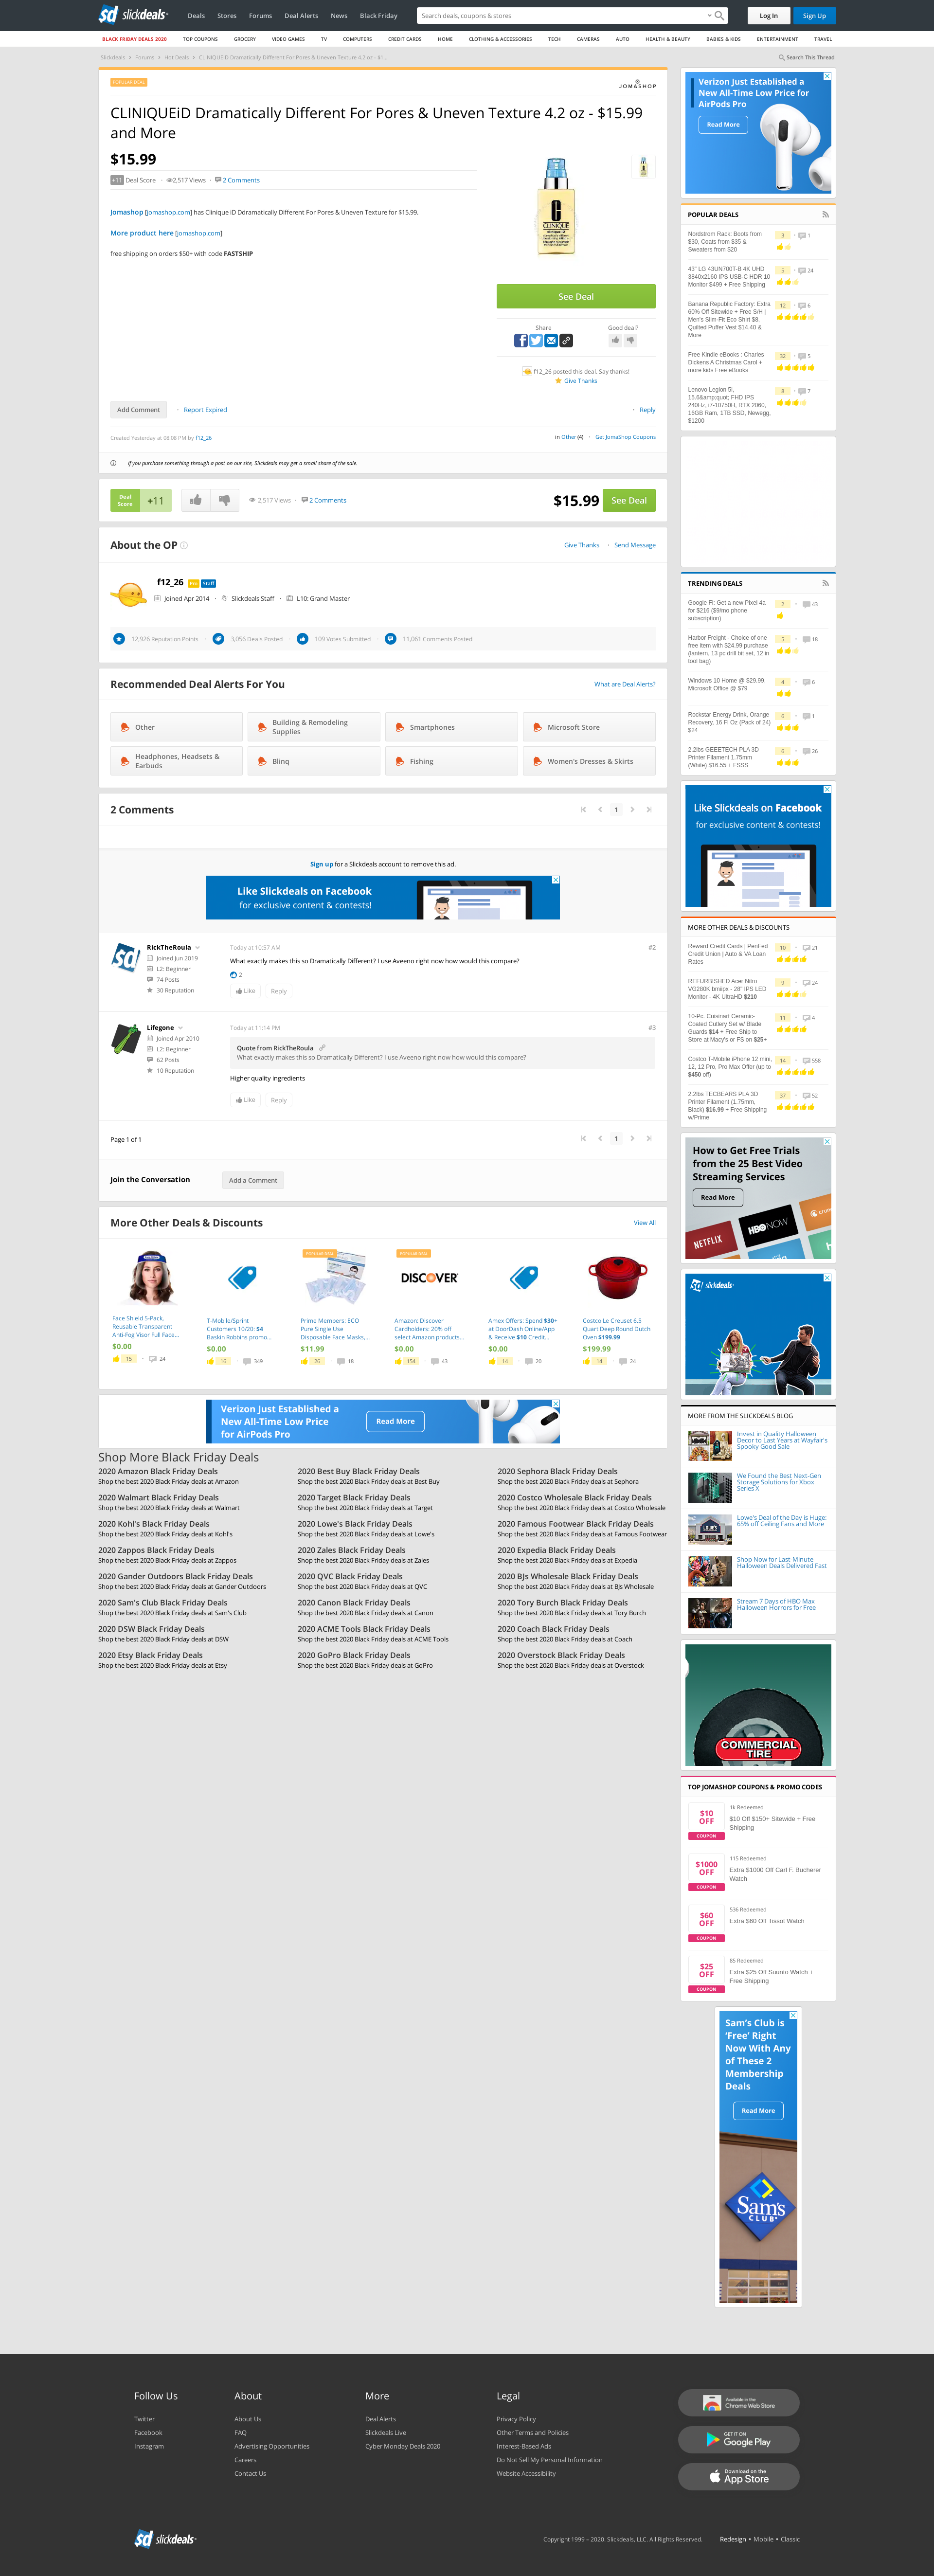 slickdeals
Deals Stores Forums Deal Alerts News Black Friday
Search deals, coupons & stores
Log In Sign Up
BLACK FRIDAY DEALS 2020 TOP COUPONS GROCERY VIDEO GAMES TV COMPUTERS CREDIT CARDS HOME CLOTHING & ACCESSORIES TECH CAMERAS AUTO HEALTH & BEAUTY BABIES & KIDS ENTERTAINMENT TRAVEL
Slickdeals Forums Hot Deals CLINIQUEiD Dramatically Different For Pores & Uneven Texture 4.2 oz - $1...
Search This Thread
POPULAR DEAL
JOMASHOP
CLINIQUEiD Dramatically Different For Pores & Uneven Texture 4.2 oz - $15.99
and More
$15.99
+11 Deal Score 2,517 Views 2 Comments
Jomashop [jomashop.com] has Clinique iD Ddramatically Different For Pores & Uneven Texture for $15.99.
More product here [jomashop.com]
free shipping on orders $50+ with code FASTSHIP
CLINIQUE
See Deal
Share
Good deal?
f12_26 posted this deal. Say thanks!
Give Thanks
Add Comment Report Expired
Reply
Created Yesterday at 08:08 PM by f12_26
in Other (4) Get JomaShop Coupons
If you purchase something through a post on our site, Slickdeals may get a small share of the sale.
Deal Score +11
2,517 Views 2 Comments
$15.99 See Deal
About the OP
Give Thanks Send Message
f12_26 Pro Staff
Joined Apr 2014 Slickdeals Staff L10: Grand Master
12,926 Reputation Points 3,056 Deals Posted 109 Votes Submitted 11,061 Comments Posted
Recommended Deal Alerts For You
What are Deal Alerts?
Other
Building & Remodeling Supplies
Smartphones
Microsoft Store
Headphones, Headsets & Earbuds
Blinq
Fishing
Women's Dresses & Skirts
2 Comments
1
Sign up for a Slickdeals account to remove this ad.
Like Slickdeals on Facebook
for exclusive content & contests!
RickTheRoula
Joined Jun 2019
L2: Beginner
74 Posts
30 Reputation
Today at 10:57 AM
#2
What exactly makes this so Dramatically Different? I use Aveeno right now how would this compare?
2
Like Reply
Lifegone
Joined Apr 2010
L2: Beginner
62 Posts
10 Reputation
Today at 11:14 PM
#3
Quote from RickTheRoula
What exactly makes this so Dramatically Different? I use Aveeno right now how would this compare?
Higher quality ingredients
Like Reply
Page 1 of 1
1
Join the Conversation
Add a Comment
More Other Deals & Discounts
View All
Face Shield 5-Pack,
Reusable Transparent
Anti-Fog Visor Full Face...
$0.00
15 24
T-Mobile/Sprint
Customers 10/20: $4
Baskin Robbins promo...
$0.00
16 349
POPULAR DEAL
Prime Members: ECO
Pure Single Use
Disposable Face Masks,...
$11.99
26 18
POPULAR DEAL
DISCOVER
Amazon: Discover
Cardholders: 20% off
select Amazon products...
$0.00
154 43
Amex Offers: Spend $30+
at DoorDash Online/App
& Receive $10 Credit...
$0.00
14 20
Costco Le Creuset 6.5
Quart Deep Round Dutch
Oven $199.99
$199.99
14 24
Verizon Just Established a
New All-Time Low Price
for AirPods Pro
Read More
Shop More Black Friday Deals
2020 Amazon Black Friday Deals
Shop the best 2020 Black Friday deals at Amazon
2020 Best Buy Black Friday Deals
Shop the best 2020 Black Friday deals at Best Buy
2020 Sephora Black Friday Deals
Shop the best 2020 Black Friday deals at Sephora
2020 Walmart Black Friday Deals
Shop the best 2020 Black Friday deals at Walmart
2020 Target Black Friday Deals
Shop the best 2020 Black Friday deals at Target
2020 Costco Wholesale Black Friday Deals
Shop the best 2020 Black Friday deals at Costco Wholesale
2020 Kohl's Black Friday Deals
Shop the best 2020 Black Friday deals at Kohl's
2020 Lowe's Black Friday Deals
Shop the best 2020 Black Friday deals at Lowe's
2020 Famous Footwear Black Friday Deals
Shop the best 2020 Black Friday deals at Famous Footwear
2020 Zappos Black Friday Deals
Shop the best 2020 Black Friday deals at Zappos
2020 Zales Black Friday Deals
Shop the best 2020 Black Friday deals at Zales
2020 Expedia Black Friday Deals
Shop the best 2020 Black Friday deals at Expedia
2020 Gander Outdoors Black Friday Deals
Shop the best 2020 Black Friday deals at Gander Outdoors
2020 QVC Black Friday Deals
Shop the best 2020 Black Friday deals at QVC
2020 BJs Wholesale Black Friday Deals
Shop the best 2020 Black Friday deals at BJs Wholesale
2020 Sam's Club Black Friday Deals
Shop the best 2020 Black Friday deals at Sam's Club
2020 Canon Black Friday Deals
Shop the best 2020 Black Friday deals at Canon
2020 Tory Burch Black Friday Deals
Shop the best 2020 Black Friday deals at Tory Burch
2020 DSW Black Friday Deals
Shop the best 2020 Black Friday deals at DSW
2020 ACME Tools Black Friday Deals
Shop the best 2020 Black Friday deals at ACME Tools
2020 Coach Black Friday Deals
Shop the best 2020 Black Friday deals at Coach
2020 Etsy Black Friday Deals
Shop the best 2020 Black Friday deals at Etsy
2020 GoPro Black Friday Deals
Shop the best 2020 Black Friday deals at GoPro
2020 Overstock Black Friday Deals
Shop the best 2020 Black Friday deals at Overstock
Verizon Just Established a
New All-Time Low Price for
AirPods Pro
Read More
POPULAR DEALS
Nordstrom Rack: Boots from
$30, Coats from $35 &
Sweaters from $20
3 1
43" LG 43UN700T-B 4K UHD
3840x2160 IPS USB-C HDR 10
Monitor $499 + Free Shipping
5 24
Banana Republic Factory: Extra
60% Off Sitewide + Free S/H |
Men's Slim-Fit Eco Shirt $8,
Quilted Puffer Vest $14.40 &
More
12 6
Free Kindle eBooks : Charles
Dickens A Christmas Carol +
more kids Free eBooks
32 5
Lenovo Legion 5i,
15.6&amp;quot; FHD IPS
240Hz, i7-10750H, RTX 2060,
16GB Ram, 1TB SSD, Newegg,
$1200
8 7
TRENDING DEALS
Google Fi: Get a new Pixel 4a
for $216 ($9/mo phone
subscription)
2 43
Harbor Freight - Choice of one
free item with $24.99 purchase
(lantern, 13 pc drill bit set, 12 in
tool bag)
5 18
Windows 10 Home @ $29.99,
Microsoft Office @ $79
4 6
Rockstar Energy Drink, Orange
Recovery, 16 Fl Oz (Pack of 24)
$24
6 1
2.2lbs GEEETECH PLA 3D
Printer Filament 1.75mm
(White) $16.55 + FSSS
6 26
Like Slickdeals on Facebook
for exclusive content & contests!
MORE OTHER DEALS & DISCOUNTS
Reward Credit Cards | PenFed
Credit Union | Auto & VA Loan
Rates
10 21
REFURBISHED Acer Nitro
VG280K bmiipx - 28" IPS LED
Monitor - 4K UltraHD $210
9 24
10-Pc. Cuisinart Ceramic-
Coated Cutlery Set w/ Blade
Guards $14 + Free Ship to
Store at Macy's or FS on $25+
11 4
Costco T-Mobile iPhone 12 mini,
12, 12 Pro, Pro Max Offer (up to
$450 off)
14 558
2.2lbs TECBEARS PLA 3D
Printer Filament (1.75mm,
Black) $16.99 + Free Shipping
w/Prime
37 52
How to Get Free Trials
from the 25 Best Video
Streaming Services
Read More
NETFLIX
HBO NOW
slickdeals
MORE FROM THE SLICKDEALS BLOG
Invest in Quality Halloween
Decor to Last Years at Wayfair's
Spooky Good Sale
We Found the Best Next-Gen
Storage Solutions for Xbox
Series X
Lowe's Deal of the Day is Huge:
65% off Ceiling Fans and More
Shop Now for Last-Minute
Halloween Deals Delivered Fast
Stream 7 Days of HBO Max
Halloween Horrors for Free
COMMERCIAL
TIRE
TOP JOMASHOP COUPONS & PROMO CODES
$10
OFF
COUPON
1k Redeemed
$10 Off $150+ Sitewide + Free
Shipping
$1000
OFF
COUPON
115 Redeemed
Extra $1000 Off Carl F. Bucherer
Watch
$60
OFF
COUPON
536 Redeemed
Extra $60 Off Tissot Watch
$25
OFF
COUPON
85 Redeemed
Extra $25 Off Suunto Watch +
Free Shipping
Sam's Club is
'Free' Right
Now With Any
of These 2
Membership
Deals
Read More
Sam's
CLUB
Follow Us
Twitter
Facebook
Instagram
About
About Us
FAQ
Advertising Opportunities
Careers
Contact Us
More
Deal Alerts
Slickdeals Live
Cyber Monday Deals 2020
Legal
Privacy Policy
Other Terms and Policies
Interest-Based Ads
Do Not Sell My Personal Information
Website Accessibility
Available in the
Chrome Web Store
GET IT ON
Google Play
Download on the
App Store
slickdeals
Copyright 1999 – 2020. Slickdeals, LLC. All Rights Reserved. Redesign • Mobile • Classic